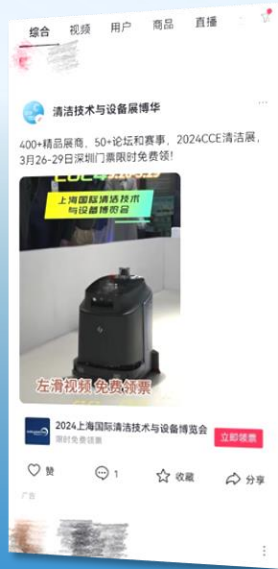 综合 视频 用户 商品 直播
清洁技术与设备展博华
400+精品展商，50+论坛和赛事，2024CCE清洁展，
3月26-29日深圳门票限时免费领！
上海国际清洁技术
与设备博览会
左滑视频 免费领票
2024上海国际清洁技术与设备博览会
限时免费领票
立即领票
赞 1 收藏 分享
广告